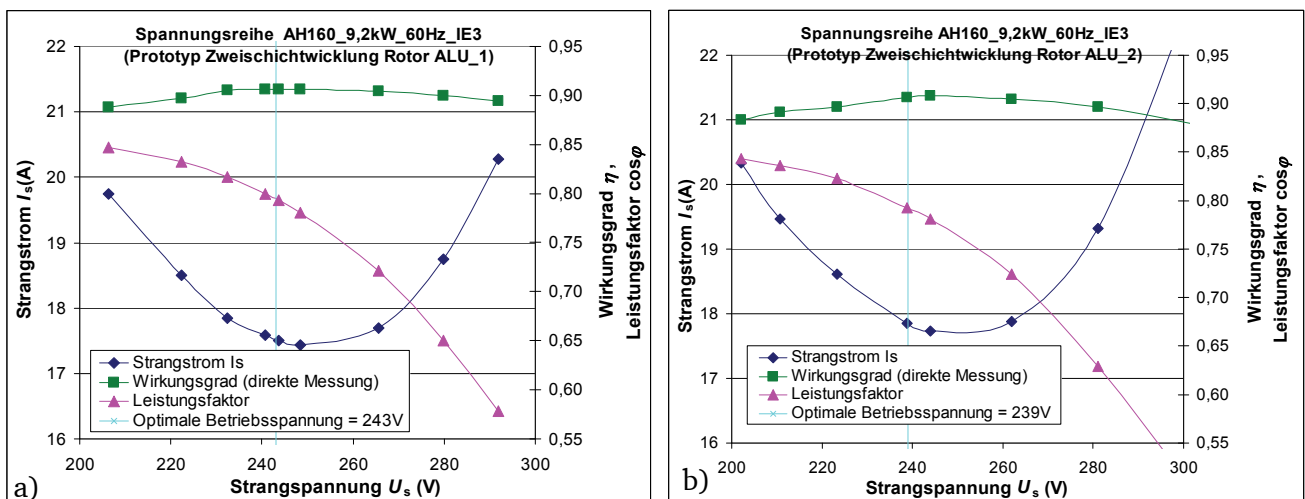 Spannungsreihe AH160_9,2kW_60Hz_IE3
(Prototyp Zweischichtwicklung Rotor ALU_1)
22
21
20
19
18
17
16
Strangstrom Is(A)
0,95
0,90
0,85
0,80
0,75
0,70
0,65
0,60
0,55
Wirkungsgrad η ,
Leistungsfaktor cosφ
Strangstrom Is
Wirkungsgrad (direkte Messung)
Leistungsfaktor
Optimale Betriebsspannung = 243V
200
220
240
260
280
300
Strangspannung Us (V)
a)
Spannungsreihe AH160_9,2kW_60Hz_IE3
(Prototyp Zweischichtwicklung Rotor ALU_2)
22
21
20
19
18
17
16
Strangstrom Is(A)
0,95
0,90
0,85
0,80
0,75
0,70
0,65
0,60
0,55
Wirkungsgrad η ,
Leistungsfaktor cosφ
Strangstrom Is
Wirkungsgrad (direkte Messung)
Leistungsfaktor
Optimale Betriebsspannung = 239V
200
220
240
260
280
300
Strangspannung Us (V)
b)